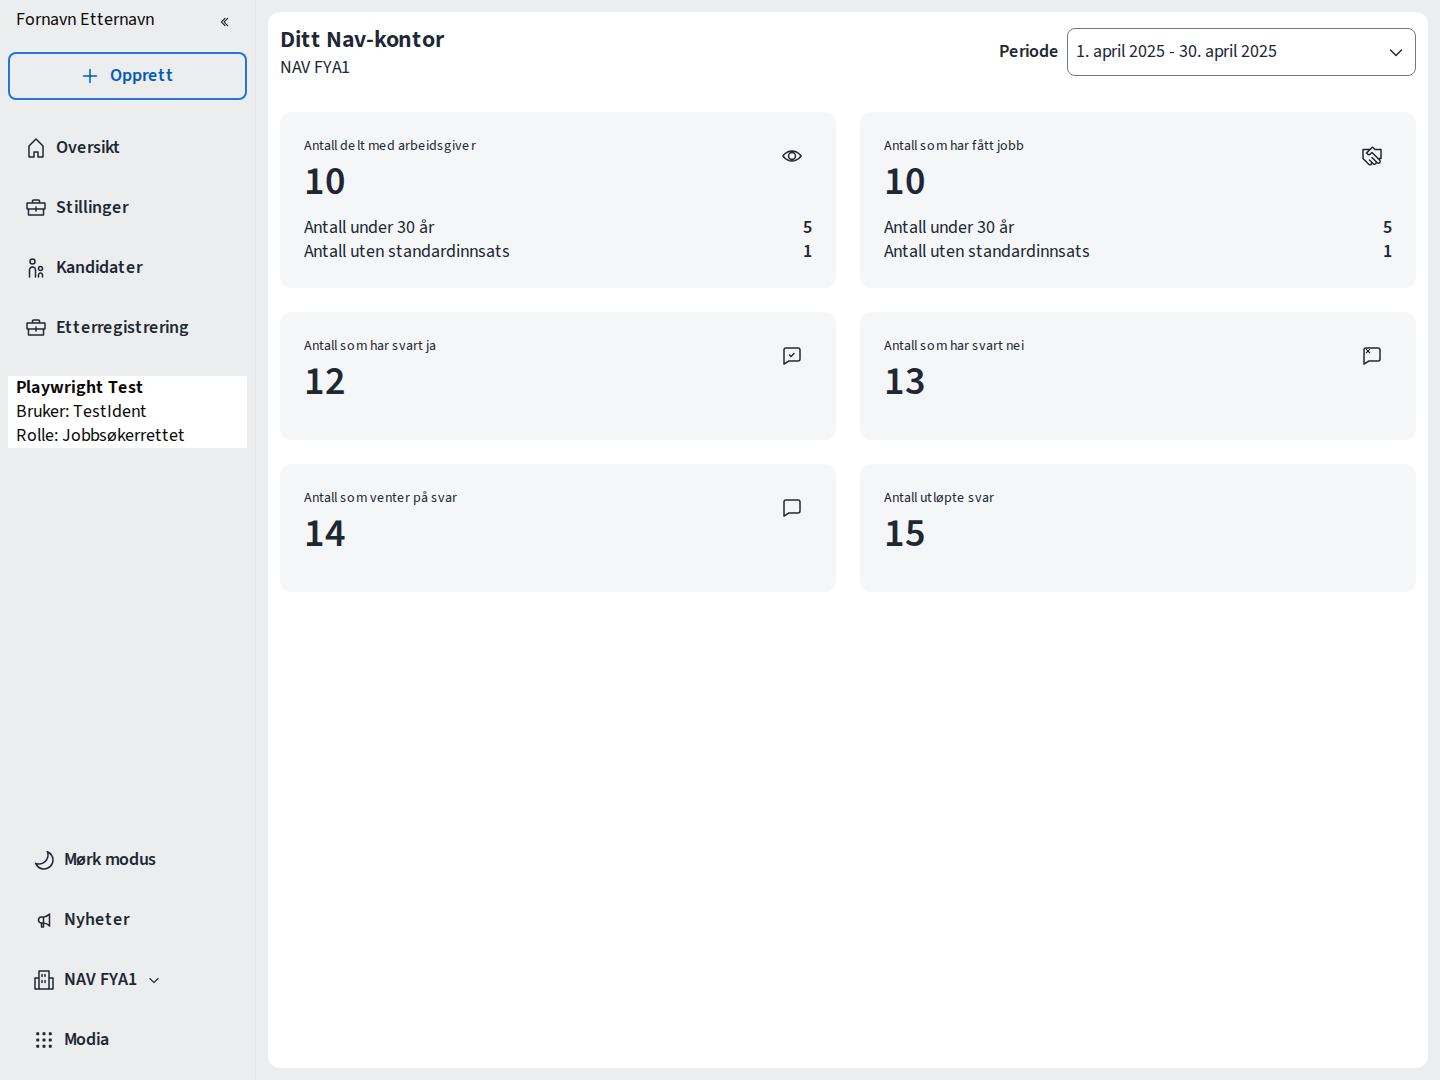 Fornavn Etternavn
Opprett
Oversikt
Stillinger
Kandidater
Etterregistrering
Playwright Test
Bruker: TestIdent
Rolle: Jobbsøkerrettet
Mørk modus
Nyheter
NAV FYA1
Modia
Ditt Nav-kontor
NAV FYA1
Periode
1. april 2025 - 30. april 2025
Antall delt med arbeidsgiver
10
Antall under 30 år 5
Antall uten standardinnsats 1
Antall som har fått jobb
10
Antall under 30 år 5
Antall uten standardinnsats 1
Antall som har svart ja
12
Antall som har svart nei
13
Antall som venter på svar
14
Antall utløpte svar
15